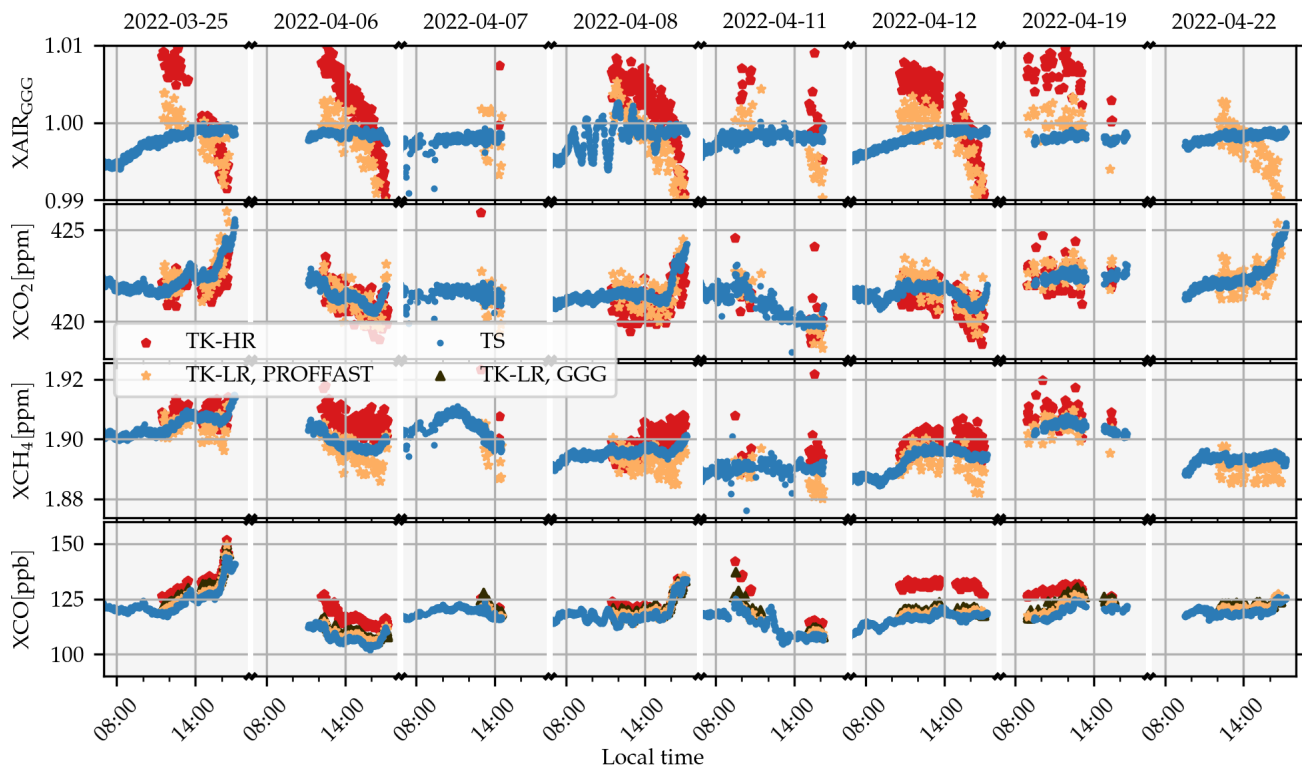 2022-03-25 2022-04-06 2022-04-07 2022-04-08 2022-04-11 2022-04-12 2022-04-19 2022-04-22
1.01
1.00
0.99
XAIR_GGG
425
420
XCO₂[ppm]
TK-HR TS
TK-LR, PROFFAST TK-LR, GGG
1.92
1.90
1.88
XCH₄[ppm]
150
125
100
XCO[ppb]
08:00 14:00 08:00 14:00 08:00 14:00 08:00 14:00 08:00 14:00 08:00 14:00 08:00 14:00 14:00
Local time